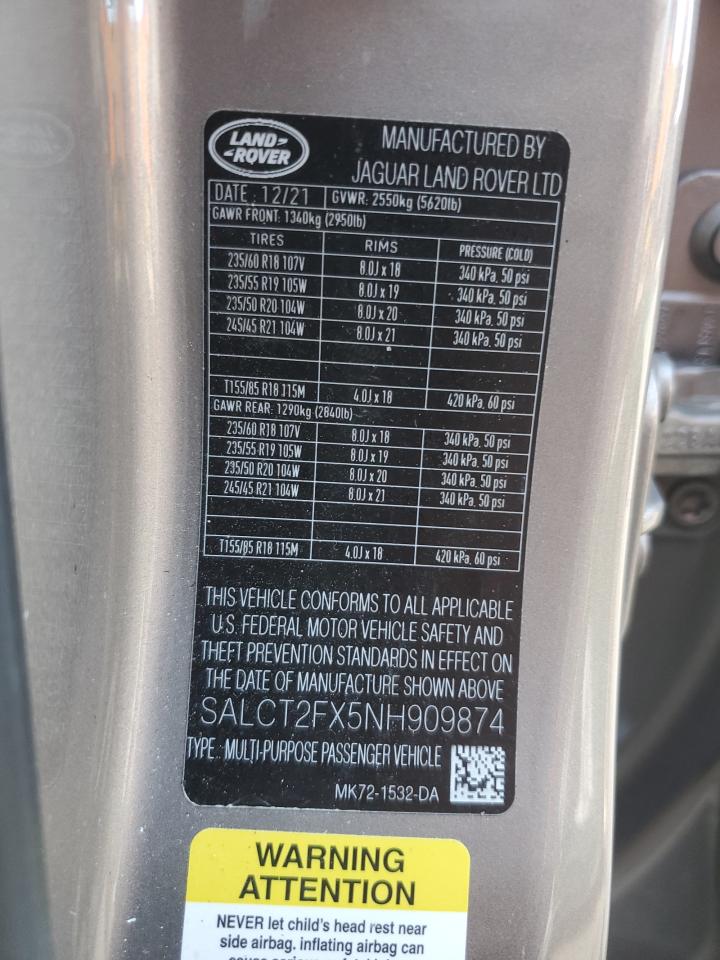 LAND-
-ROVER
MANUFACTURED BY
JAGUAR LAND ROVER LTD
DATE : 12/21 GVWR: 2550kg (5620lb)
GAWR FRONT: 1340kg (2950lb)
TIRES RIMS PRESSURE (COLD)
235/60 R18 107V 8.0J x 18 340 kPa, 50 psi
235/55 R19 105W 8.0J x 19 340 kPa, 50 psi
235/50 R20 104W 8.0J x 20 340 kPa, 50 psi
245/45 R21 104W 8.0J x 21 340 kPa, 50 psi
T155/85 R18 115M 4.0J x 18 420 kPa, 60 psi
GAWR REAR: 1290kg (2840lb)
235/60 R18 107V 8.0J x 18 340 kPa, 50 psi
235/55 R19 105W 8.0J x 19 340 kPa, 50 psi
235/50 R20 104W 8.0J x 20 340 kPa, 50 psi
245/45 R21 104W 8.0J x 21 340 kPa, 50 psi
T155/85 R18 115M 4.0J x 18 420 kPa, 60 psi
THIS VEHICLE CONFORMS TO ALL APPLICABLE
U.S. FEDERAL MOTOR VEHICLE SAFETY AND
THEFT PREVENTION STANDARDS IN EFFECT ON
THE DATE OF MANUFACTURE SHOWN ABOVE
SALCT2FX5NH909874
TYPE : MULTI-PURPOSE PASSENGER VEHICLE
MK72-1532-DA
WARNING
ATTENTION
NEVER let child's head rest near
side airbag. inflating airbag can